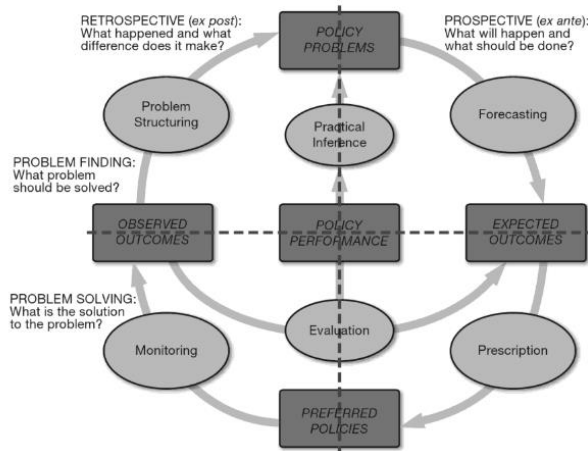 RETROSPECTIVE (ex post):
What happened and what
difference does it make?
POLICY
PROBLEMS
PROSPECTIVE (ex ante):
What will happen and
what should be done?
Problem
Structuring
Practical
Inference
Forecasting
PROBLEM FINDING:
What problem
should be solved?
OBSERVED
OUTCOMES
POLICY
PERFORMANCE
EXPECTED
OUTCOMES
PROBLEM SOLVING:
What is the solution
to the problem?
Monitoring
Evaluation
Prescription
PREFERRED
POLICIES